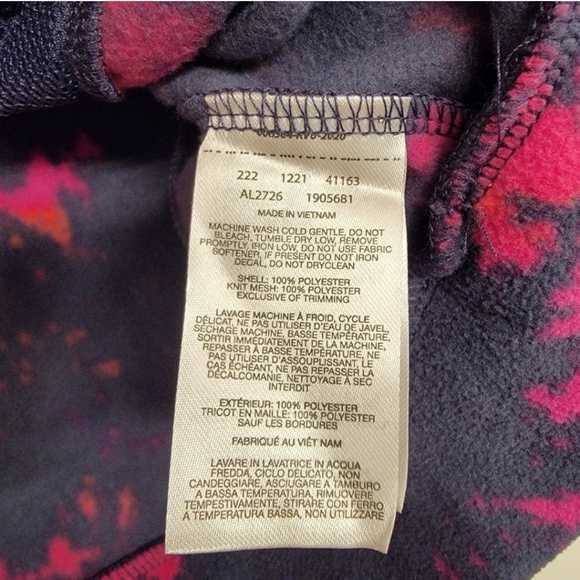 222 1221 41163
AL2726 1905681
MADE IN VIETNAM
MACHINE WASH COLD GENTLE, DO NOT
BLEACH, TUMBLE DRY LOW, REMOVE
PROMPTLY, IRON LOW, DO NOT USE FABRIC
SOFTENER, IF PRESENT DO NOT IRON
DECAL, DO NOT DRYCLEAN
SHELL: 100% POLYESTER
KNIT MESH: 100% POLYESTER
EXCLUSIVE OF TRIMMING
LAVAGE MACHINE À FROID, CYCLE
DÉLICAT, NE PAS UTILISER D'EAU DE JAVEL,
SÉCHAGE MACHINE, BASSE TEMPÉRATURE,
SORTIR IMMÉDIATEMENT DE LA MACHINE,
REPASSER À BASSE TEMPÉRATURE, NE
PAS UTILISER D'ASSOUPLISSANT, LE
CAS ÉCHÉANT, NE PAS REPASSER LA
DÉCALCOMANIE, NETTOYAGE À SEC
INTERDIT
EXTÉRIEUR: 100% POLYESTER
TRICOT EN MAILLE: 100% POLYESTER
SAUF LES BORDURES
FABRIQUÉ AU VIÊT NAM
LAVARE IN LAVATRICE IN ACQUA
FREDDA, CICLO DELICATO, NON
CANDEGGIARE, ASCIUGARE A TAMBURO
A BASSA TEMPERATURA, RIMUOVERE
TEMPESTIVAMENTE, STIRARE CON FERRO
A TEMPERATURA BASSA, NON UTILIZZARE